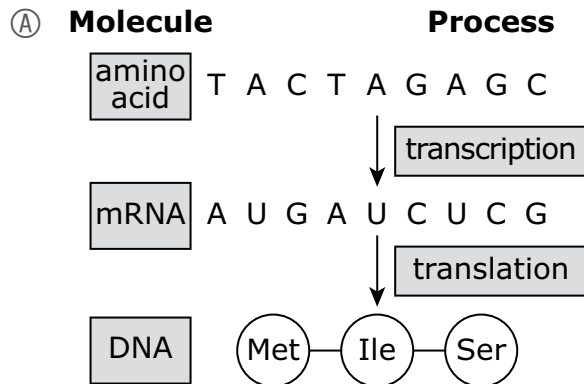 Ⓐ Molecule Process
amino acid T A C T A G A G C
transcription
mRNA A U G A U C U C G
translation
DNA Met Ile Ser